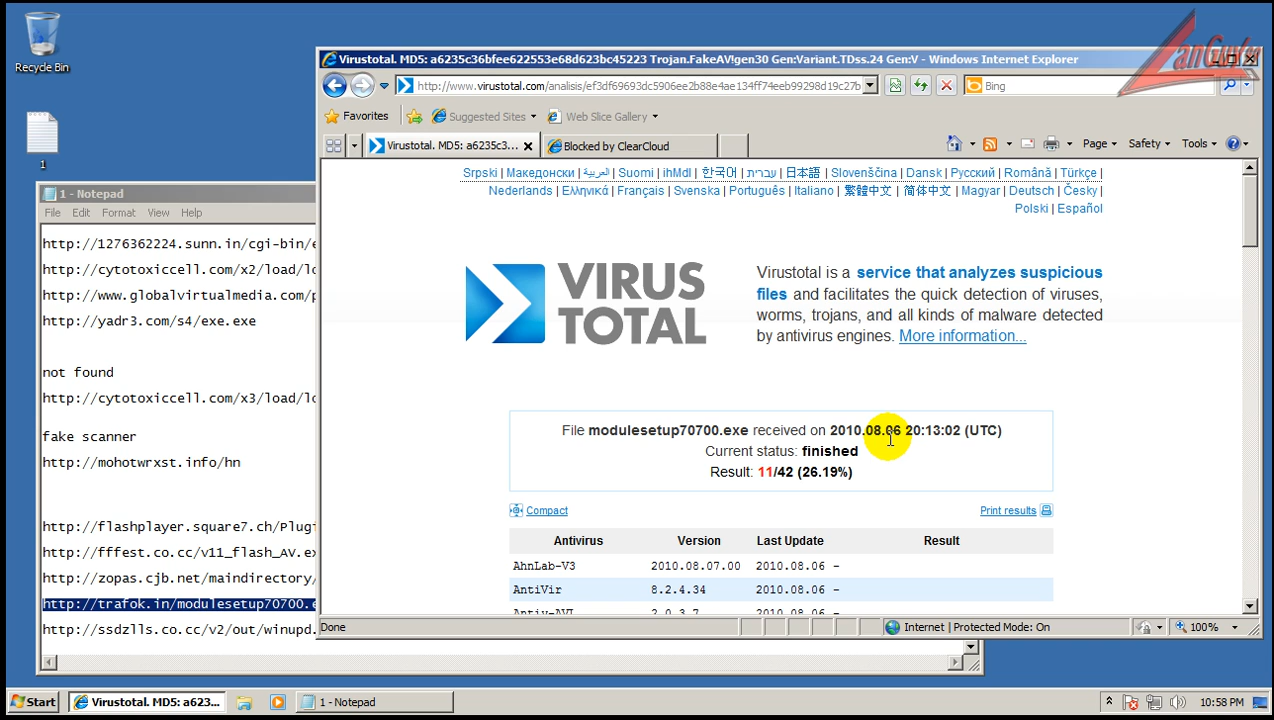 Recycle Bin
1
LanGuy
Virustotal. MD5: a6235c36bfee622553e68d623bc45223 Trojan.FakeAV!gen30 Gen:Variant.TDss.24 Gen:V - Windows Internet Explorer
http://www.virustotal.com/analisis/ef3df69693dc5906ee2b88e4ae134ff74eeb99298d19c27b
Bing
Favorites
Suggested Sites
Web Slice Gallery
Virustotal. MD5: a6235c3...
Blocked by ClearCloud
Page
Safety
Tools
Srpski | Македонски | العربية | Suomi | ihMdI | 한국어 | עברית | 日本語 | Slovenščina | Dansk | Русский | Română | Türkçe |
Nederlands | Ελληνικά | Français | Svenska | Português | Italiano | 繁體中文 | 简体中文 | Magyar | Deutsch | Česky |
Polski | Español
VIRUS
TOTAL
Virustotal is a service that analyzes suspicious
files and facilitates the quick detection of viruses,
worms, trojans, and all kinds of malware detected
by antivirus engines. More information...
File modulesetup70700.exe received on 2010.08.06 20:13:02 (UTC)
Current status: finished
Result: 11/42 (26.19%)
Compact
Print results
Antivirus Version Last Update Result
AhnLab-V3 2010.08.07.00 2010.08.06 -
AntiVir 8.2.4.34 2010.08.06 -
Antiy-AVL 2.0.3.7 2010.08.06 -
Done
Internet | Protected Mode: On
100%
1 - Notepad
File Edit Format View Help
http://1276362224.sunn.in/cgi-bin/e
http://cytotoxiccell.com/x2/load/lo
http://www.globalvirtualmedia.com/p
http://yadr3.com/s4/exe.exe
not found
http://cytotoxiccell.com/x3/load/lo
fake scanner
http://mohotwrxst.info/hn
http://flashplayer.square7.ch/Plugi
http://fffest.co.cc/v11_flash_AV.ex
http://zopas.cjb.net/maindirectory/
http://trafok.in/modulesetup70700.e
http://ssdzlls.co.cc/v2/out/winupd.
Start
Virustotal. MD5: a623...
1 - Notepad
10:58 PM